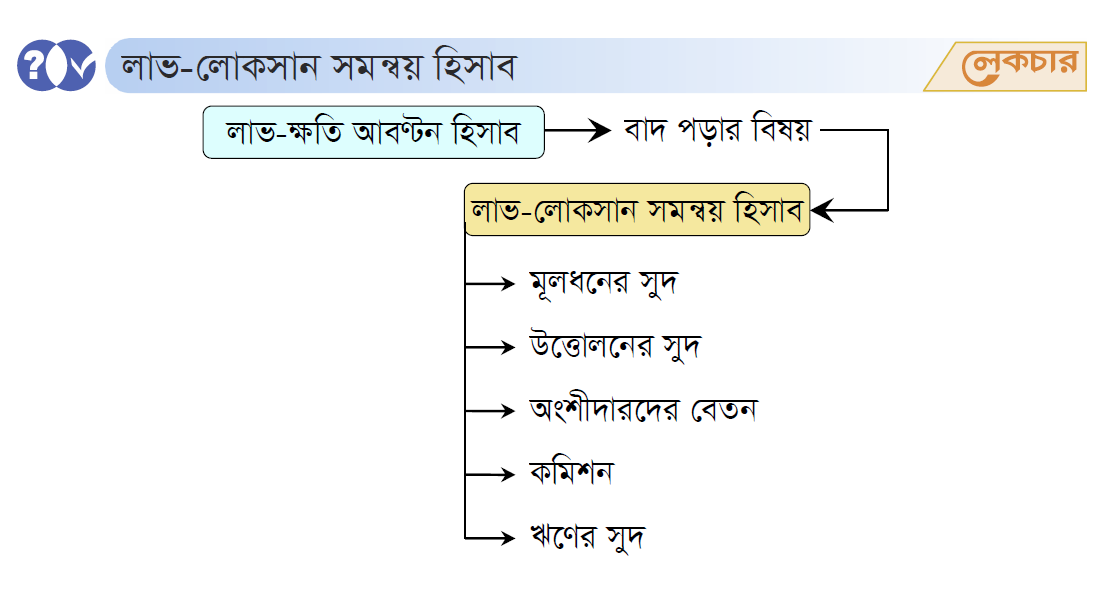 লাভ-লোকসান সমন্বয় হিসাব
লেকচার
লাভ-ক্ষতি আবণ্টন হিসাব
বাদ পড়ার বিষয়
লাভ-লোকসান সমন্বয় হিসাব
মূলধনের সুদ
উত্তোলনের সুদ
অংশীদারদের বেতন
কমিশন
ঋণের সুদ